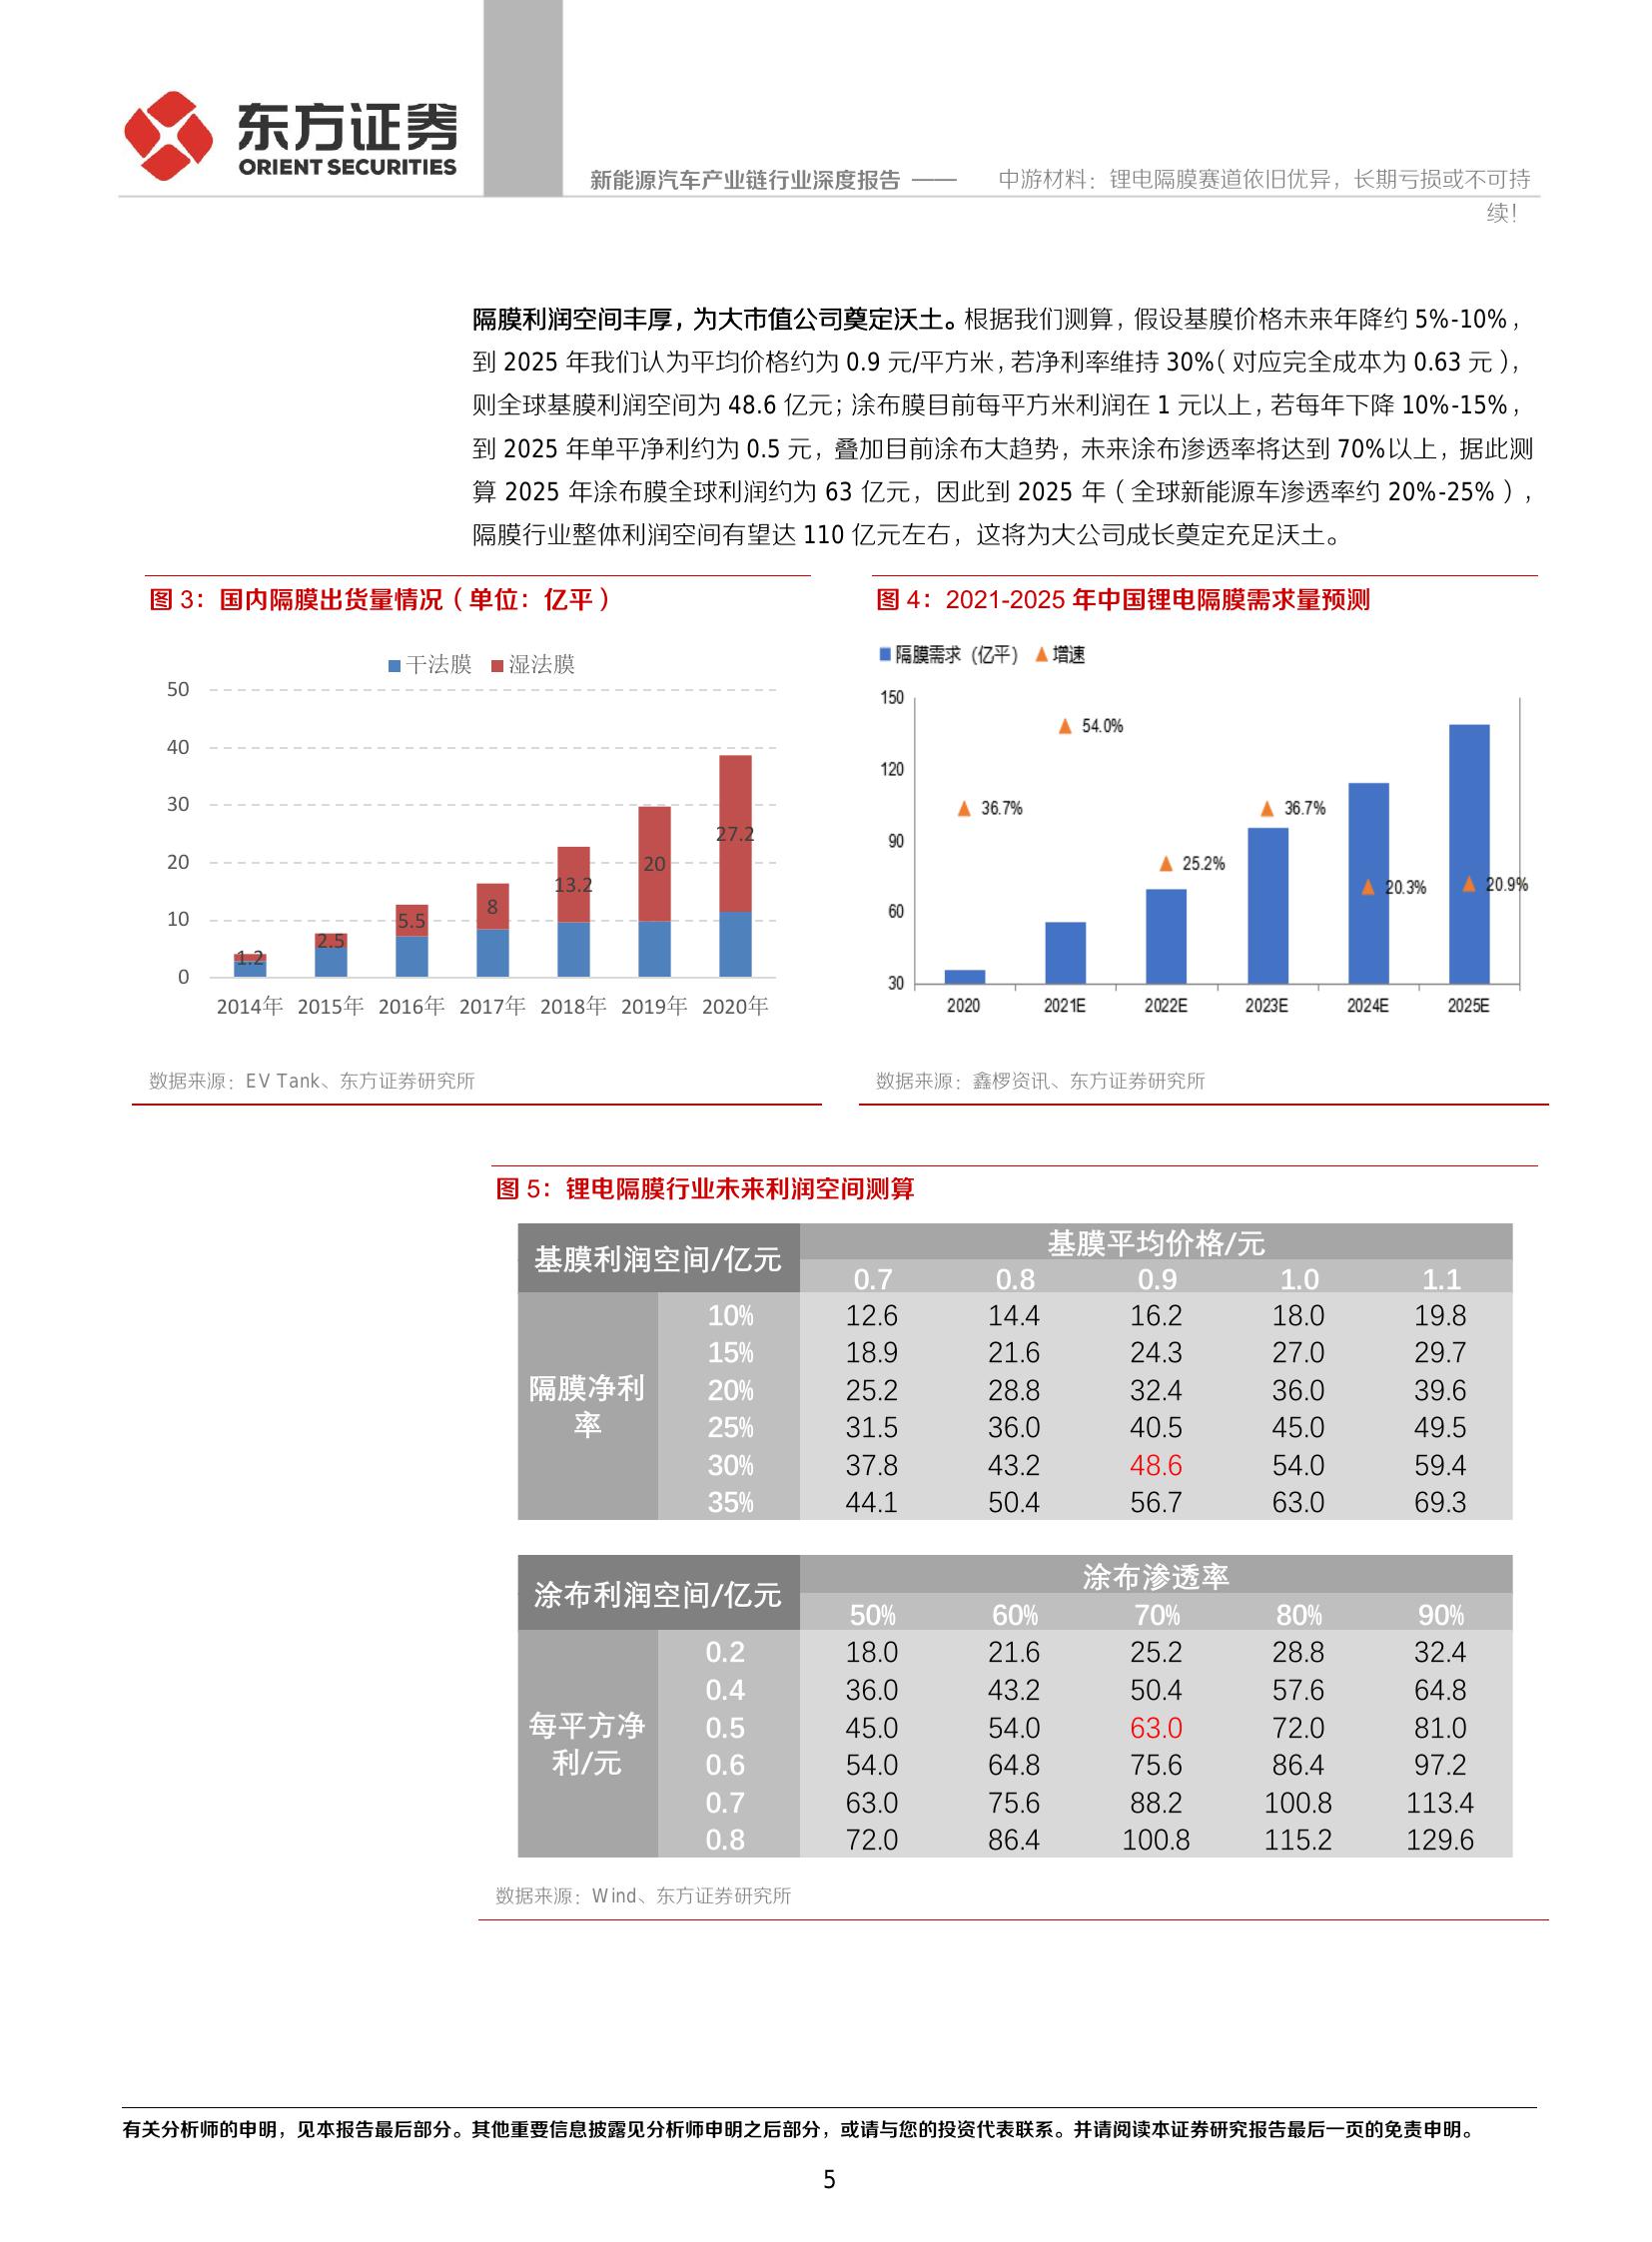 东方证券
ORIENT SECURITIES
新能源汽车产业链行业深度报告 —— 中游材料：锂电隔膜赛道依旧优异，长期亏损或不可持
续！
隔膜利润空间丰厚，为大市值公司奠定沃土。根据我们测算，假设基膜价格未来年降约 5%-10%，
到 2025 年我们认为平均价格约为 0.9 元/平方米，若净利率维持 30%（对应完全成本为 0.63 元），
则全球基膜利润空间为 48.6 亿元；涂布膜目前每平方米利润在 1 元以上，若每年下降 10%-15%，
到 2025 年单平净利约为 0.5 元，叠加目前涂布大趋势，未来涂布渗透率将达到 70%以上，据此测
算 2025 年涂布膜全球利润约为 63 亿元，因此到 2025 年（全球新能源车渗透率约 20%-25%），
隔膜行业整体利润空间有望达 110 亿元左右，这将为大公司成长奠定充足沃土。
图 3：国内隔膜出货量情况（单位：亿平）
干法膜 湿法膜
50
40
30
20
10
0
1.2
2.5
5.5
8
13.2
20
27.2
2014年 2015年 2016年 2017年 2018年 2019年 2020年
数据来源：EV Tank、东方证券研究所
图 4：2021-2025 年中国锂电隔膜需求量预测
隔膜需求（亿平） 增速
150
120
90
60
30
36.7%
54.0%
25.2%
36.7%
20.3%
20.9%
2020 2021E 2022E 2023E 2024E 2025E
数据来源：鑫椤资讯、东方证券研究所
图 5：锂电隔膜行业未来利润空间测算
基膜利润空间/亿元 基膜平均价格/元
0.7 0.8 0.9 1.0 1.1
隔膜净利
率
10% 12.6 14.4 16.2 18.0 19.8
15% 18.9 21.6 24.3 27.0 29.7
20% 25.2 28.8 32.4 36.0 39.6
25% 31.5 36.0 40.5 45.0 49.5
30% 37.8 43.2 48.6 54.0 59.4
35% 44.1 50.4 56.7 63.0 69.3
涂布利润空间/亿元 涂布渗透率
50% 60% 70% 80% 90%
每平方净
利/元
0.2 18.0 21.6 25.2 28.8 32.4
0.4 36.0 43.2 50.4 57.6 64.8
0.5 45.0 54.0 63.0 72.0 81.0
0.6 54.0 64.8 75.6 86.4 97.2
0.7 63.0 75.6 88.2 100.8 113.4
0.8 72.0 86.4 100.8 115.2 129.6
数据来源：Wind、东方证券研究所
有关分析师的申明，见本报告最后部分。其他重要信息披露见分析师申明之后部分，或请与您的投资代表联系。并请阅读本证券研究报告最后一页的免责申明。
5